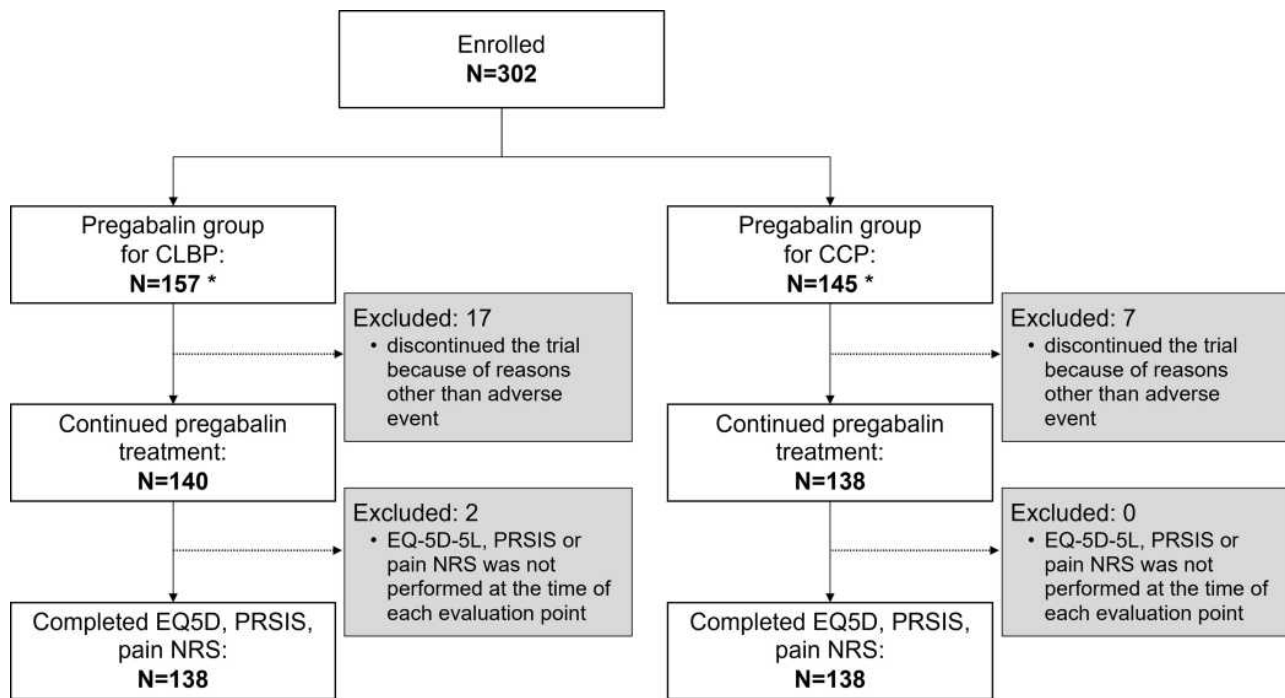 Enrolled
N=302
Pregabalin group
for CLBP:
N=157 *
Pregabalin group
for CCP:
N=145 *
Excluded: 17
• discontinued the trial
because of reasons
other than adverse
event
Excluded: 7
• discontinued the trial
because of reasons
other than adverse
event
Continued pregabalin
treatment:
N=140
Continued pregabalin
treatment:
N=138
Excluded: 2
• EQ-5D-5L, PRSIS or
pain NRS was not
performed at the time of
each evaluation point
Excluded: 0
• EQ-5D-5L, PRSIS or
pain NRS was not
performed at the time of
each evaluation point
Completed EQ5D, PRSIS,
pain NRS:
N=138
Completed EQ5D, PRSIS,
pain NRS:
N=138